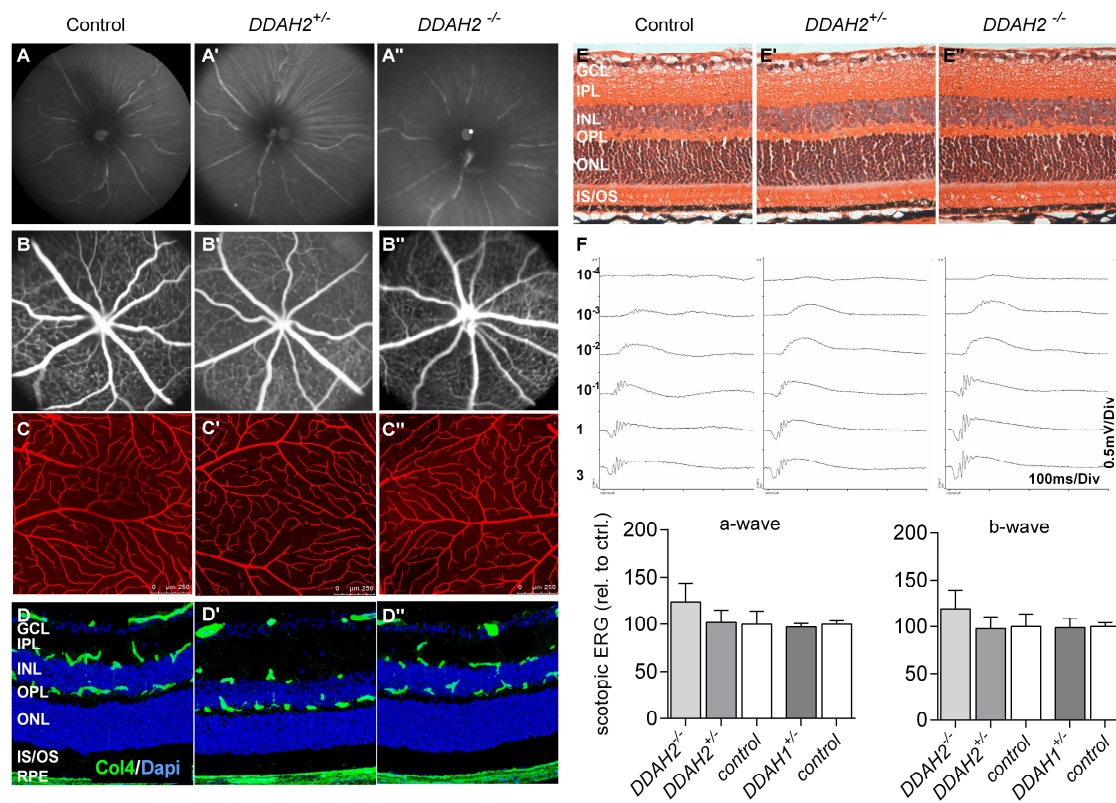 Control DDAH2+/- DDAH2 -/-
A A' A"
B B' B"
C C' C"
0 µm 250 0 µm 250 0 µm 250
D D' D"
GCL
IPL
INL
OPL
ONL
IS/OS
RPE
Col4/Dapi
Control DDAH2+/- DDAH2 -/-
E E' E"
GCL
IPL
INL
OPL
ONL
IS/OS
F
10-4
10-3
10-2
10-1
1
3
0.5mV/Div
100ms/Div
a-wave
scotopic ERG (rel. to ctrl.)
200
150
100
50
0
DDAH2-/- DDAH2+/- control DDAH1+/- control
b-wave
200
150
100
50
0
DDAH2-/- DDAH2+/- control DDAH1+/- control